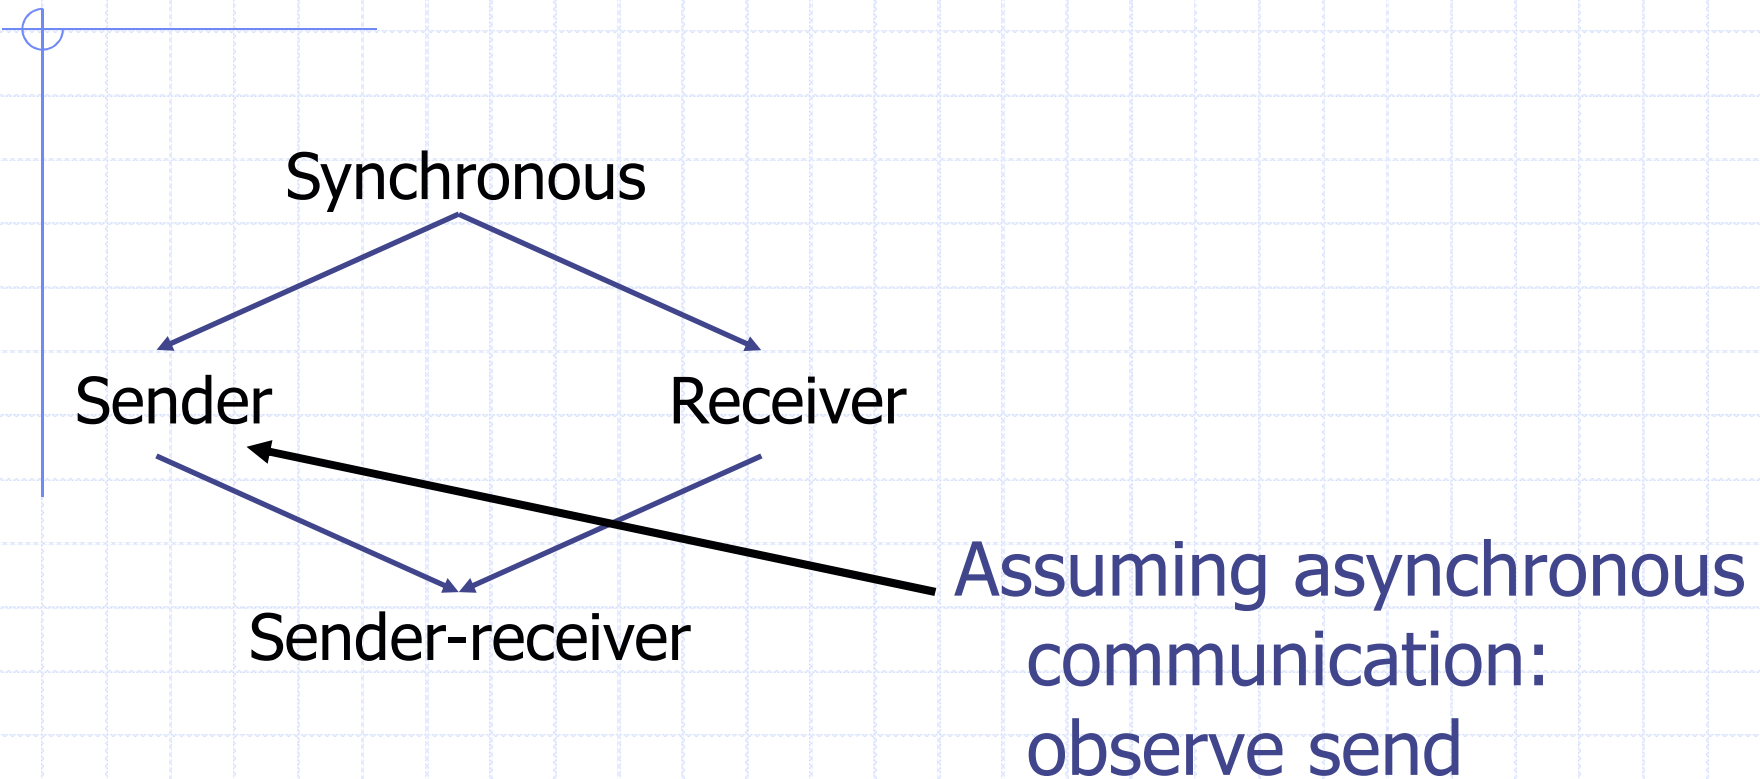 Synchronous
Sender
Receiver
Sender-receiver
Assuming asynchronous
communication:
observe send